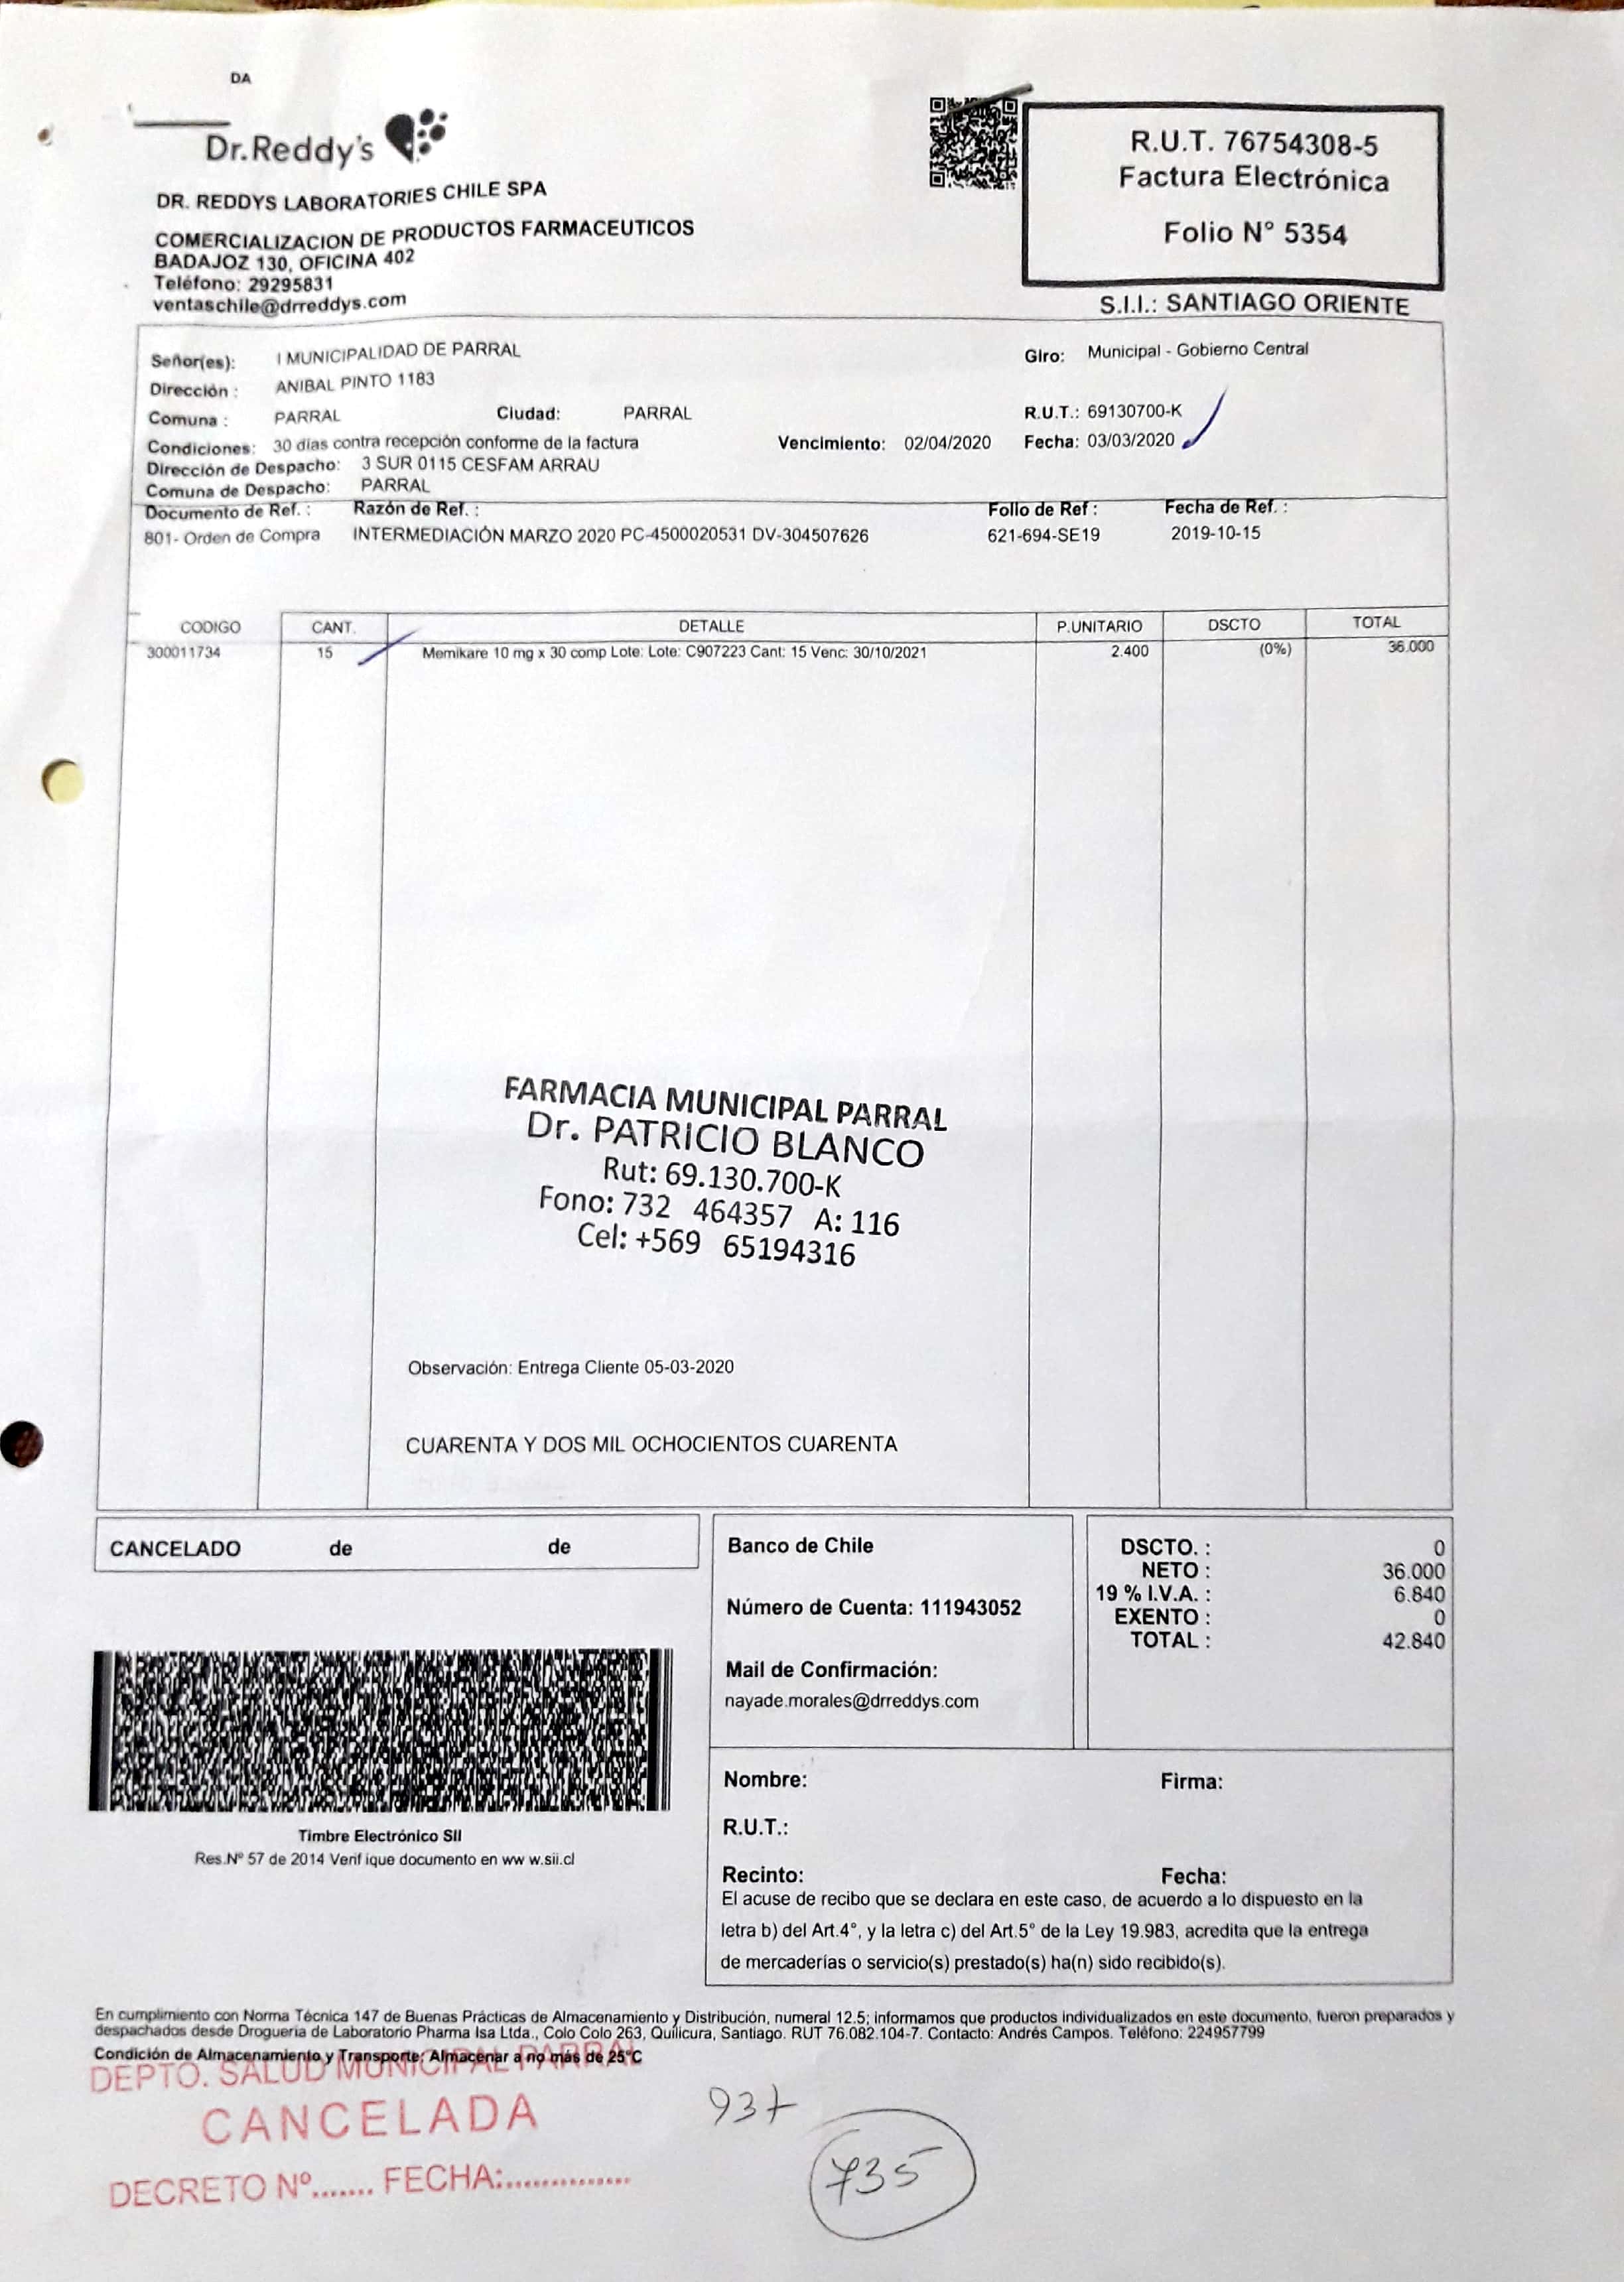 DA
Dr.Reddy's
DR. REDDYS LABORATORIES CHILE SPA
COMERCIALIZACION DE PRODUCTOS FARMACEUTICOS
BADAJOZ 130, OFICINA 402
Teléfono: 29295831
ventaschile@drreddys.com
R.U.T. 76754308-5
Factura Electrónica
Folio N° 5354
S.I.I.: SANTIAGO ORIENTE
Señor(es): I MUNICIPALIDAD DE PARRAL Giro: Municipal - Gobierno Central
Dirección : ANIBAL PINTO 1183
Comuna : PARRAL Ciudad: PARRAL R.U.T.: 69130700-K
Condiciones: 30 días contra recepción conforme de la factura Vencimiento: 02/04/2020 Fecha: 03/03/2020
Dirección de Despacho: 3 SUR 0115 CESFAM ARRAU
Comuna de Despacho: PARRAL
Documento de Ref. : Razón de Ref. : Folio de Ref : Fecha de Ref. :
801- Orden de Compra INTERMEDIACIÓN MARZO 2020 PC-4500020531 DV-304507626 621-694-SE19 2019-10-15
CODIGO CANT. DETALLE P.UNITARIO DSCTO TOTAL
300011734 15 Memikare 10 mg x 30 comp Lote: Lote: C907223 Cant: 15 Venc: 30/10/2021 2.400 (0%) 36.000
FARMACIA MUNICIPAL PARRAL
Dr. PATRICIO BLANCO
Rut: 69.130.700-K
Fono: 732 464357 A: 116
Cel: +569 65194316
Observación: Entrega Cliente 05-03-2020
CUARENTA Y DOS MIL OCHOCIENTOS CUARENTA
CANCELADO de de
Banco de Chile
Número de Cuenta: 111943052
Mail de Confirmación:
nayade.morales@drreddys.com
DSCTO. : 0
NETO : 36.000
19 % I.V.A. : 6.840
EXENTO : 0
TOTAL : 42.840
Timbre Electrónico SII
Res.Nº 57 de 2014 Verif ique documento en ww w.sii.cl
Nombre: Firma:
R.U.T.:
Recinto: Fecha:
El acuse de recibo que se declara en este caso, de acuerdo a lo dispuesto en la
letra b) del Art.4°, y la letra c) del Art.5° de la Ley 19.983, acredita que la entrega
de mercaderías o servicio(s) prestado(s) ha(n) sido recibido(s).
En cumplimiento con Norma Técnica 147 de Buenas Prácticas de Almacenamiento y Distribución, numeral 12.5; informamos que productos individualizados en este documento, fueron preparados y
despachados desde Droguería de Laboratorio Pharma Isa Ltda., Colo Colo 263, Quilicura, Santiago. RUT 76.082.104-7. Contacto: Andrés Campos. Teléfono: 224957799
Condición de Almacenamiento y Transporte: Almacenar a no más de 25°C
DEPTO. SALUD MUNICIPAL PARRAL
CANCELADA
DECRETO Nº....... FECHA:..............
937
735